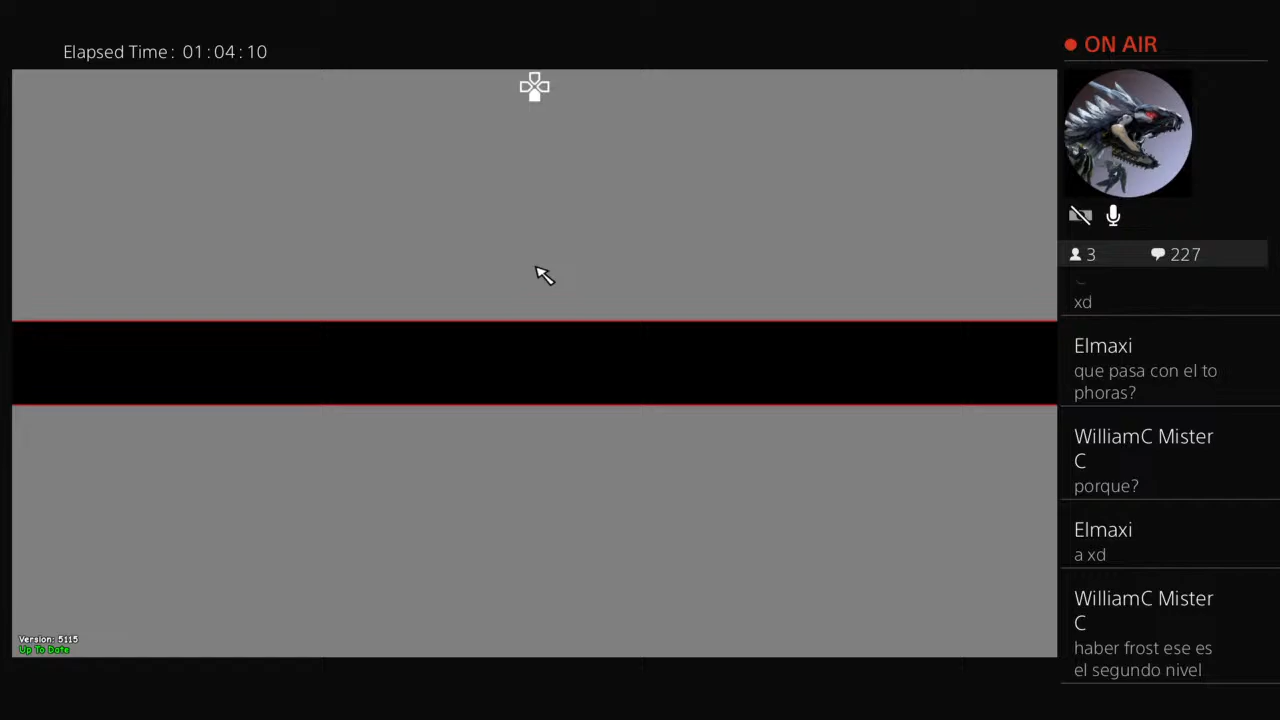 Elapsed Time: 01:04:10
ON AIR
3 227
xd
Elmaxi
que pasa con el to
phoras?
WilliamC Mister
C
porque?
Elmaxi
a xd
WilliamC Mister
C
haber frost ese es
el segundo nivel
Version: 5115
Up To Date